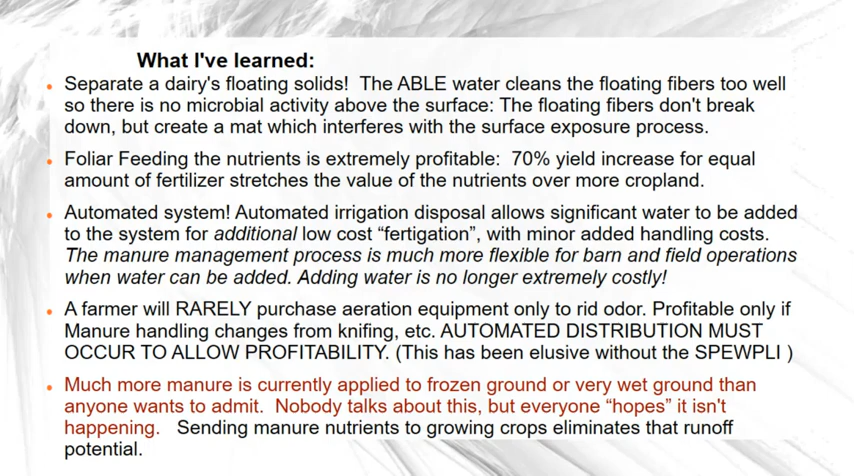 What I've learned:
• Separate a dairy's floating solids!  The ABLE water cleans the floating fibers too well
so there is no microbial activity above the surface: The floating fibers don't break
down, but create a mat which interferes with the surface exposure process.
• Foliar Feeding the nutrients is extremely profitable:  70% yield increase for equal
amount of fertilizer stretches the value of the nutrients over more cropland.
• Automated system! Automated irrigation disposal allows significant water to be added
to the system for additional low cost “fertigation”, with minor added handling costs.
The manure management process is much more flexible for barn and field operations
when water can be added. Adding water is no longer extremely costly!
• A farmer will RARELY purchase aeration equipment only to rid odor. Profitable only if
Manure handling changes from knifing, etc. AUTOMATED DISTRIBUTION MUST
OCCUR TO ALLOW PROFITABILITY. (This has been elusive without the SPEWPLI )
• Much more manure is currently applied to frozen ground or very wet ground than
anyone wants to admit.  Nobody talks about this, but everyone “hopes” it isn't
happening.   Sending manure nutrients to growing crops eliminates that runoff
potential.